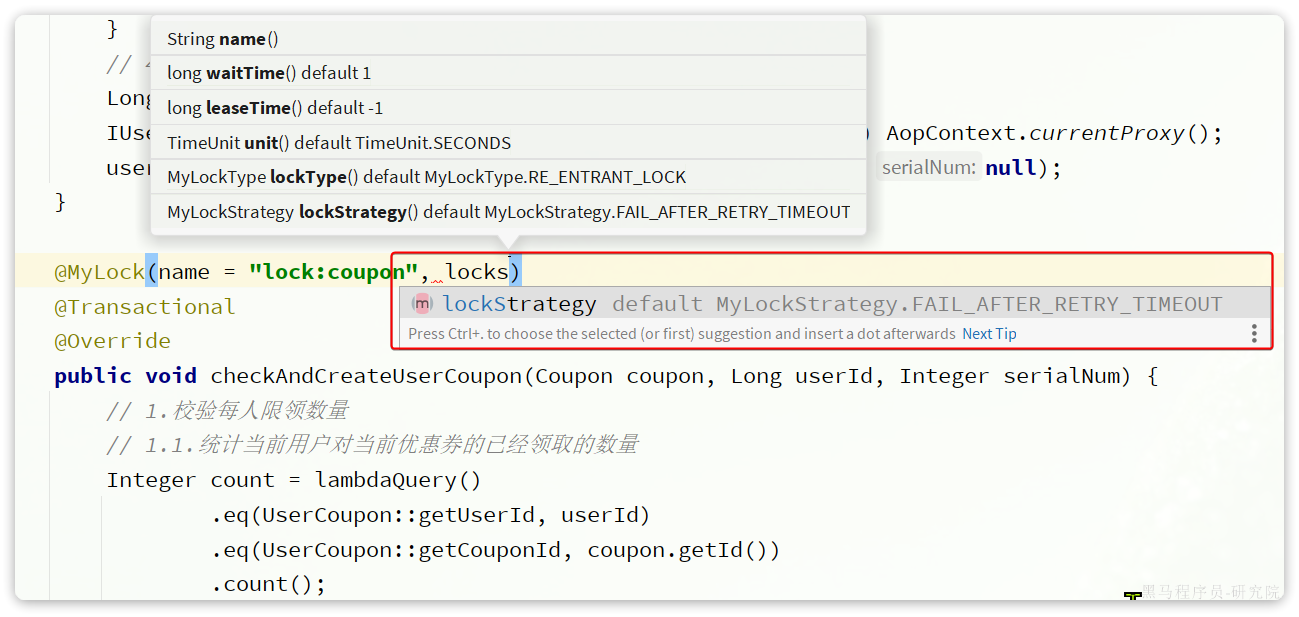 }
String name()
//
long waitTime() default 1
Long
long leaseTime() default -1
IUse
TimeUnit unit() default TimeUnit.SECONDS
) AopContext.currentProxy();
user
MyLockType lockType() default MyLockType.RE_ENTRANT_LOCK
serialNum: null);
}
MyLockStrategy lockStrategy() default MyLockStrategy.FAIL_AFTER_RETRY_TIMEOUT
@MyLock(name = "lock:coupon", locks)
@Transactional
m lockStrategy default MyLockStrategy.FAIL_AFTER_RETRY_TIMEOUT
@Override
Press Ctrl+. to choose the selected (or first) suggestion and insert a dot afterwards Next Tip
public void checkAndCreateUserCoupon(Coupon coupon, Long userId, Integer serialNum) {
// 1.校验每人限领数量
// 1.1.统计当前用户对当前优惠券的已经领取的数量
Integer count = lambdaQuery()
.eq(UserCoupon::getUserId, userId)
.eq(UserCoupon::getCouponId, coupon.getId())
.count();
黑马程序员-研究院